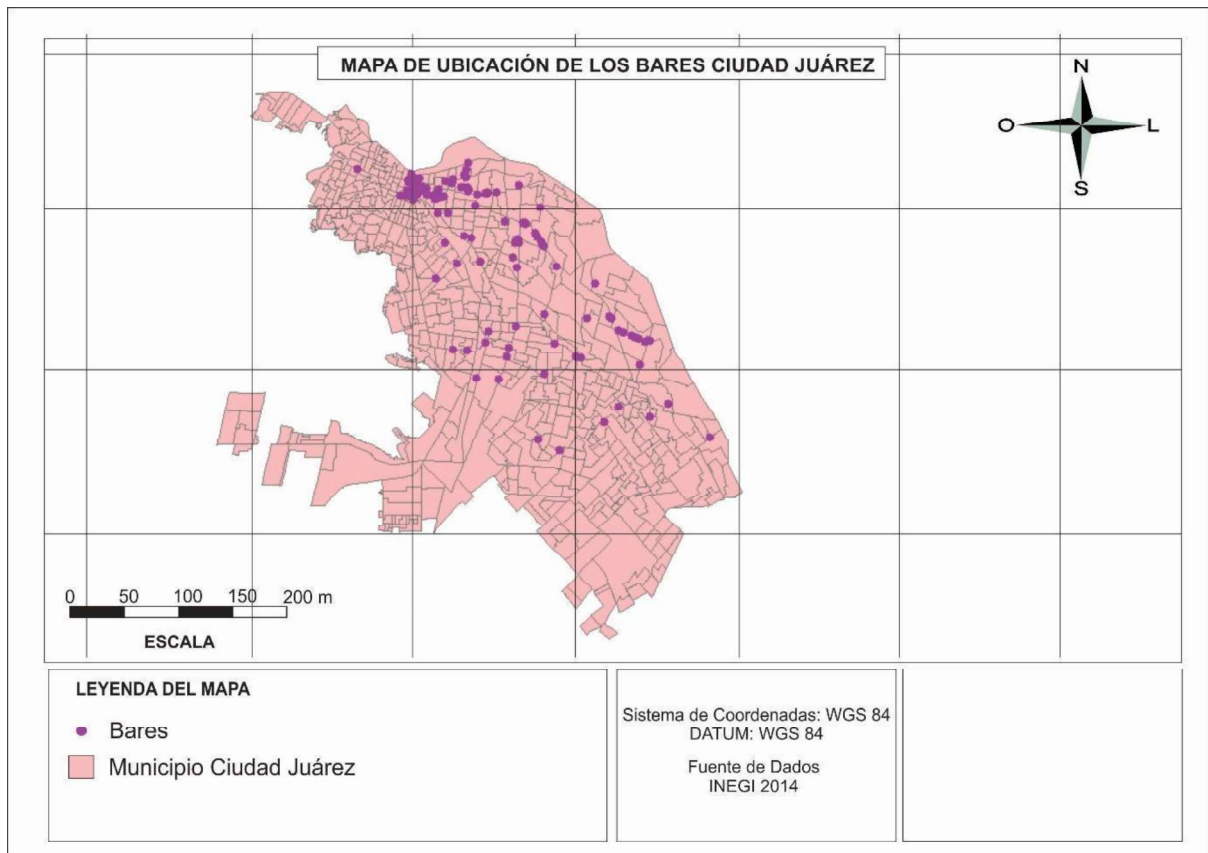 MAPA DE UBICACIÓN DE LOS BARES CIUDAD JUÁREZ
N
O
L
S
0 50 100 150 200 m
ESCALA
LEYENDA DEL MAPA
Bares
Municipio Ciudad Juárez
Sistema de Coordenadas: WGS 84
DATUM: WGS 84
Fuente de Dados
INEGI 2014